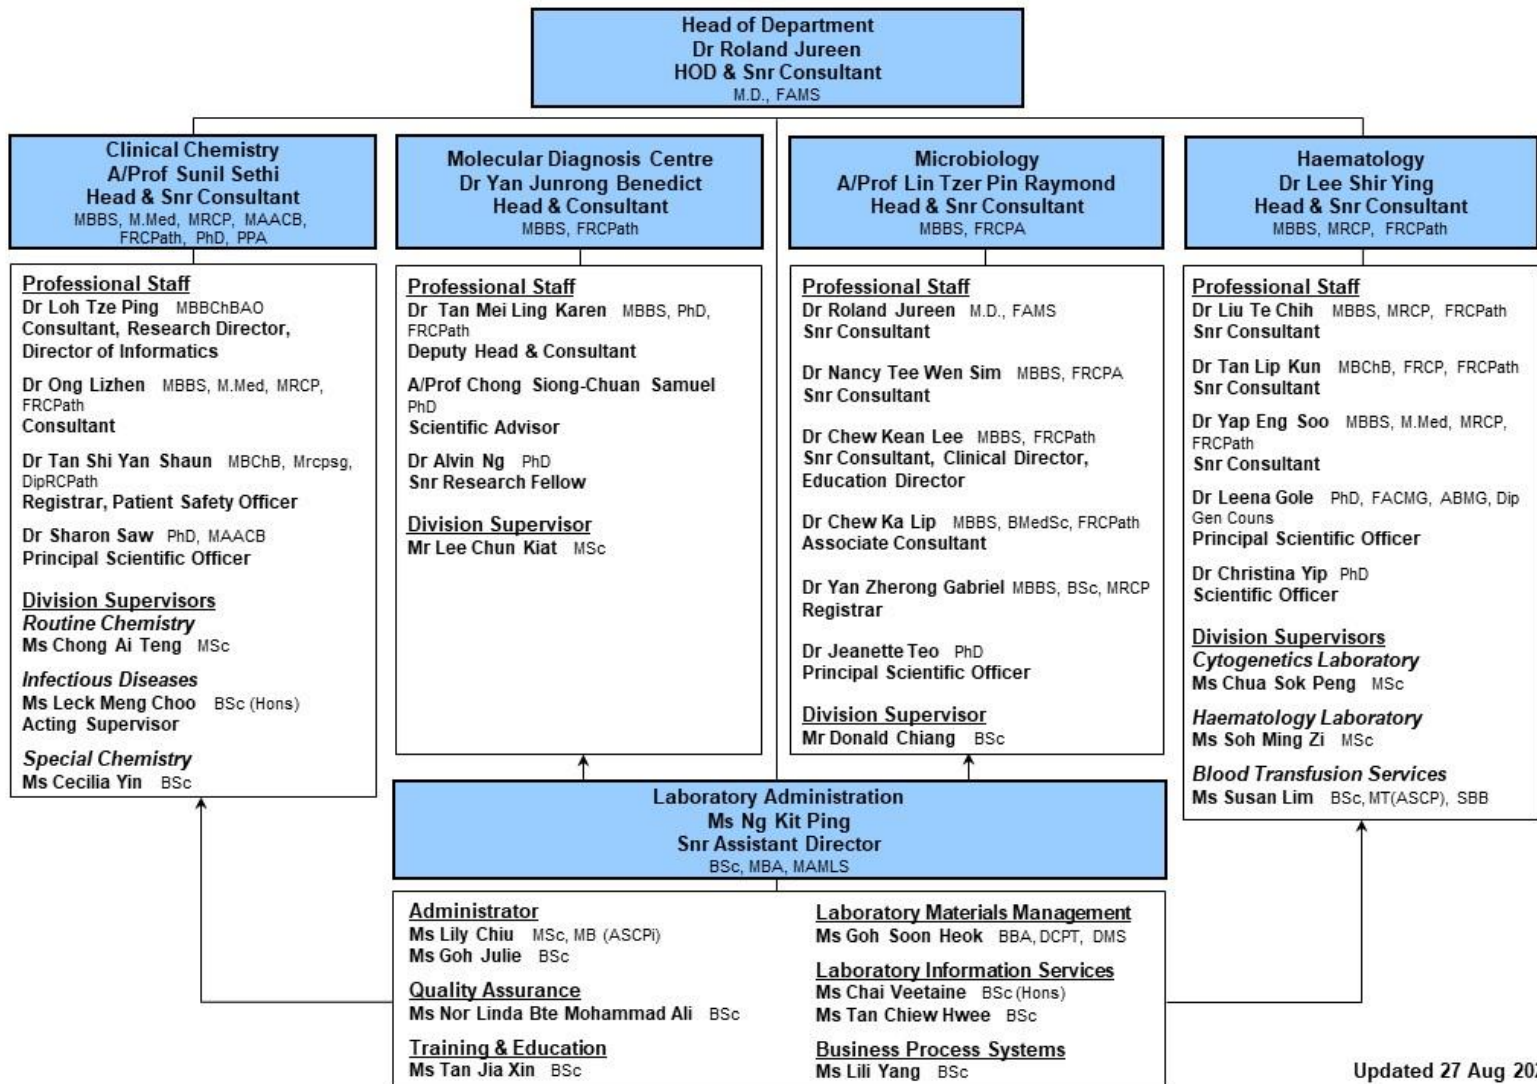 Head of Department
Dr Roland Jureen
HOD & Snr Consultant
M.D., FAMS
Clinical Chemistry
A/Prof Sunil Sethi
Head & Snr Consultant
MBBS, M.Med, MRCP, MAACB,
FRCPath, PhD, PPA
Professional Staff
Dr Loh Tze Ping MBBChBAO
Consultant, Research Director,
Director of Informatics
Dr Ong Lizhen MBBS, M.Med, MRCP,
FRCPath
Consultant
Dr Tan Shi Yan Shaun MBChB, Mrcpsg,
DipRCPath
Registrar, Patient Safety Officer
Dr Sharon Saw PhD, MAACB
Principal Scientific Officer
Division Supervisors
Routine Chemistry
Ms Chong Ai Teng MSc
Infectious Diseases
Ms Leck Meng Choo BSc (Hons)
Acting Supervisor
Special Chemistry
Ms Cecilia Yin BSc
Molecular Diagnosis Centre
Dr Yan Junrong Benedict
Head & Consultant
MBBS, FRCPath
Professional Staff
Dr Tan Mei Ling Karen MBBS, PhD,
FRCPath
Deputy Head & Consultant
A/Prof Chong Siong-Chuan Samuel
PhD
Scientific Advisor
Dr Alvin Ng PhD
Snr Research Fellow
Division Supervisor
Mr Lee Chun Kiat MSc
Microbiology
A/Prof Lin Tzer Pin Raymond
Head & Snr Consultant
MBBS, FRCPA
Professional Staff
Dr Roland Jureen M.D., FAMS
Snr Consultant
Dr Nancy Tee Wen Sim MBBS, FRCPA
Snr Consultant
Dr Chew Kean Lee MBBS, FRCPath
Snr Consultant, Clinical Director,
Education Director
Dr Chew Ka Lip MBBS, BMedSc, FRCPath
Associate Consultant
Dr Yan Zherong Gabriel MBBS, BSc, MRCP
Registrar
Dr Jeanette Teo PhD
Principal Scientific Officer
Division Supervisor
Mr Donald Chiang BSc
Haematology
Dr Lee Shir Ying
Head & Snr Consultant
MBBS, MRCP, FRCPath
Professional Staff
Dr Liu Te Chih MBBS, MRCP, FRCPath
Snr Consultant
Dr Tan Lip Kun MBChB, FRCP, FRCPath
Snr Consultant
Dr Yap Eng Soo MBBS, M.Med, MRCP,
FRCPath
Snr Consultant
Dr Leena Gole PhD, FACMG, ABMG, Dip
Gen Couns
Principal Scientific Officer
Dr Christina Yip PhD
Scientific Officer
Division Supervisors
Cytogenetics Laboratory
Ms Chua Sok Peng MSc
Haematology Laboratory
Ms Soh Ming Zi MSc
Blood Transfusion Services
Ms Susan Lim BSc, MT(ASCP), SBB
Laboratory Administration
Ms Ng Kit Ping
Snr Assistant Director
BSc, MBA, MAMLS
Administrator
Ms Lily Chiu MSc, MB (ASCPi)
Ms Goh Julie BSc
Quality Assurance
Ms Nor Linda Bte Mohammad Ali BSc
Training & Education
Ms Tan Jia Xin BSc
Laboratory Materials Management
Ms Goh Soon Heok BBA, DCPT, DMS
Laboratory Information Services
Ms Chai Veetaine BSc (Hons)
Ms Tan Chiew Hwee BSc
Business Process Systems
Ms Lili Yang BSc
Updated 27 Aug